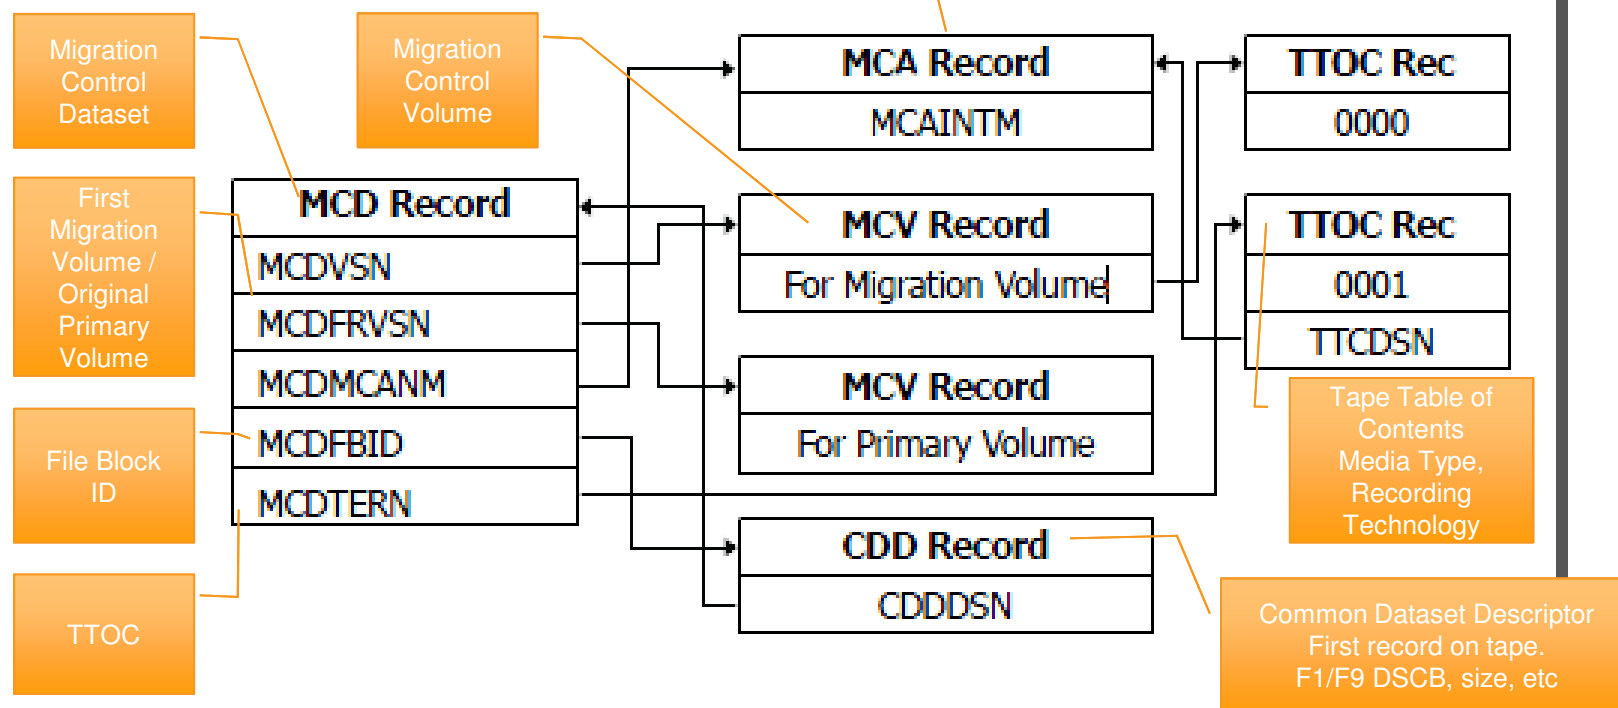 Migration
Control
Dataset
Migration
Control
Volume
MCA Record
MCAINTM
TTOC Rec
0000
First
Migration
Volume /
Original
Primary
Volume
MCD Record
MCDVSN
MCDFRVSN
MCDMCANM
MCDFBID
MCDTERN
MCV Record
For Migration Volume
TTOC Rec
0001
TTCDSN
MCV Record
For Primary Volume
Tape Table of
Contents
Media Type,
Recording
Technology
File Block
ID
CDD Record
CDDDSN
TTOC
Common Dataset Descriptor
First record on tape.
F1/F9 DSCB, size, etc